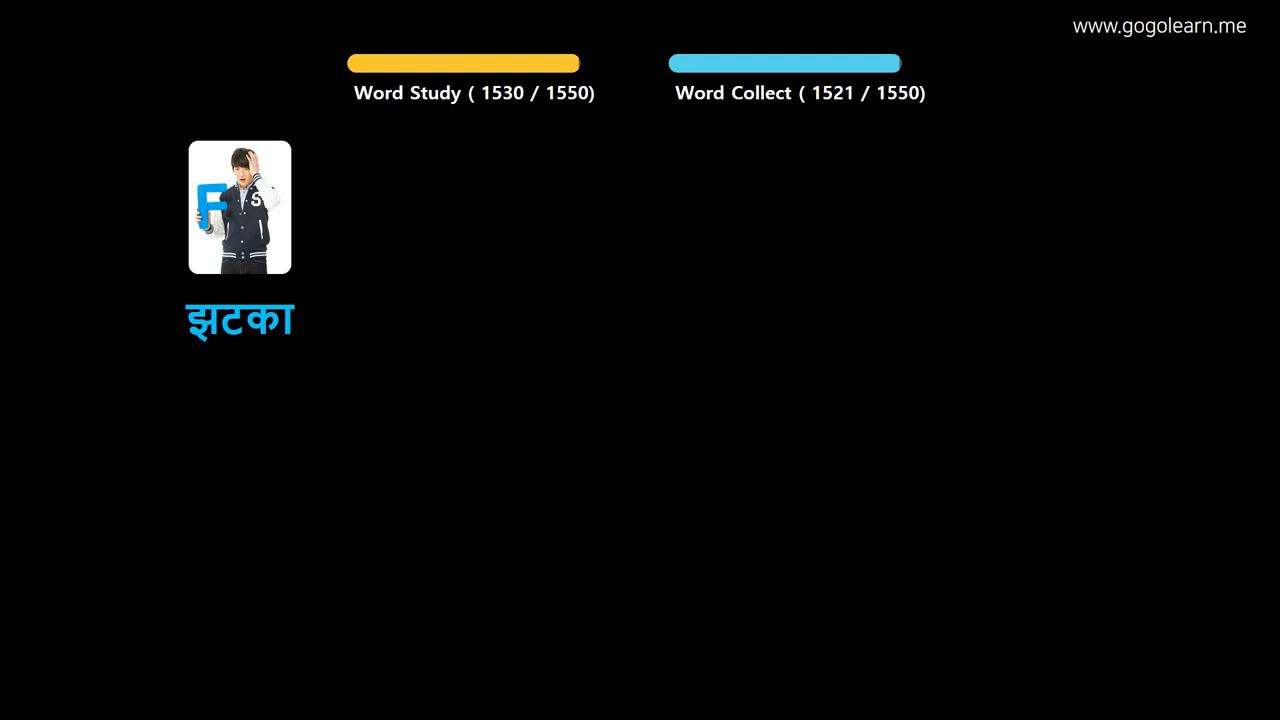 www.gogolearn.me
Word Study ( 1530 / 1550)
Word Collect ( 1521 / 1550)
F
S
झटका